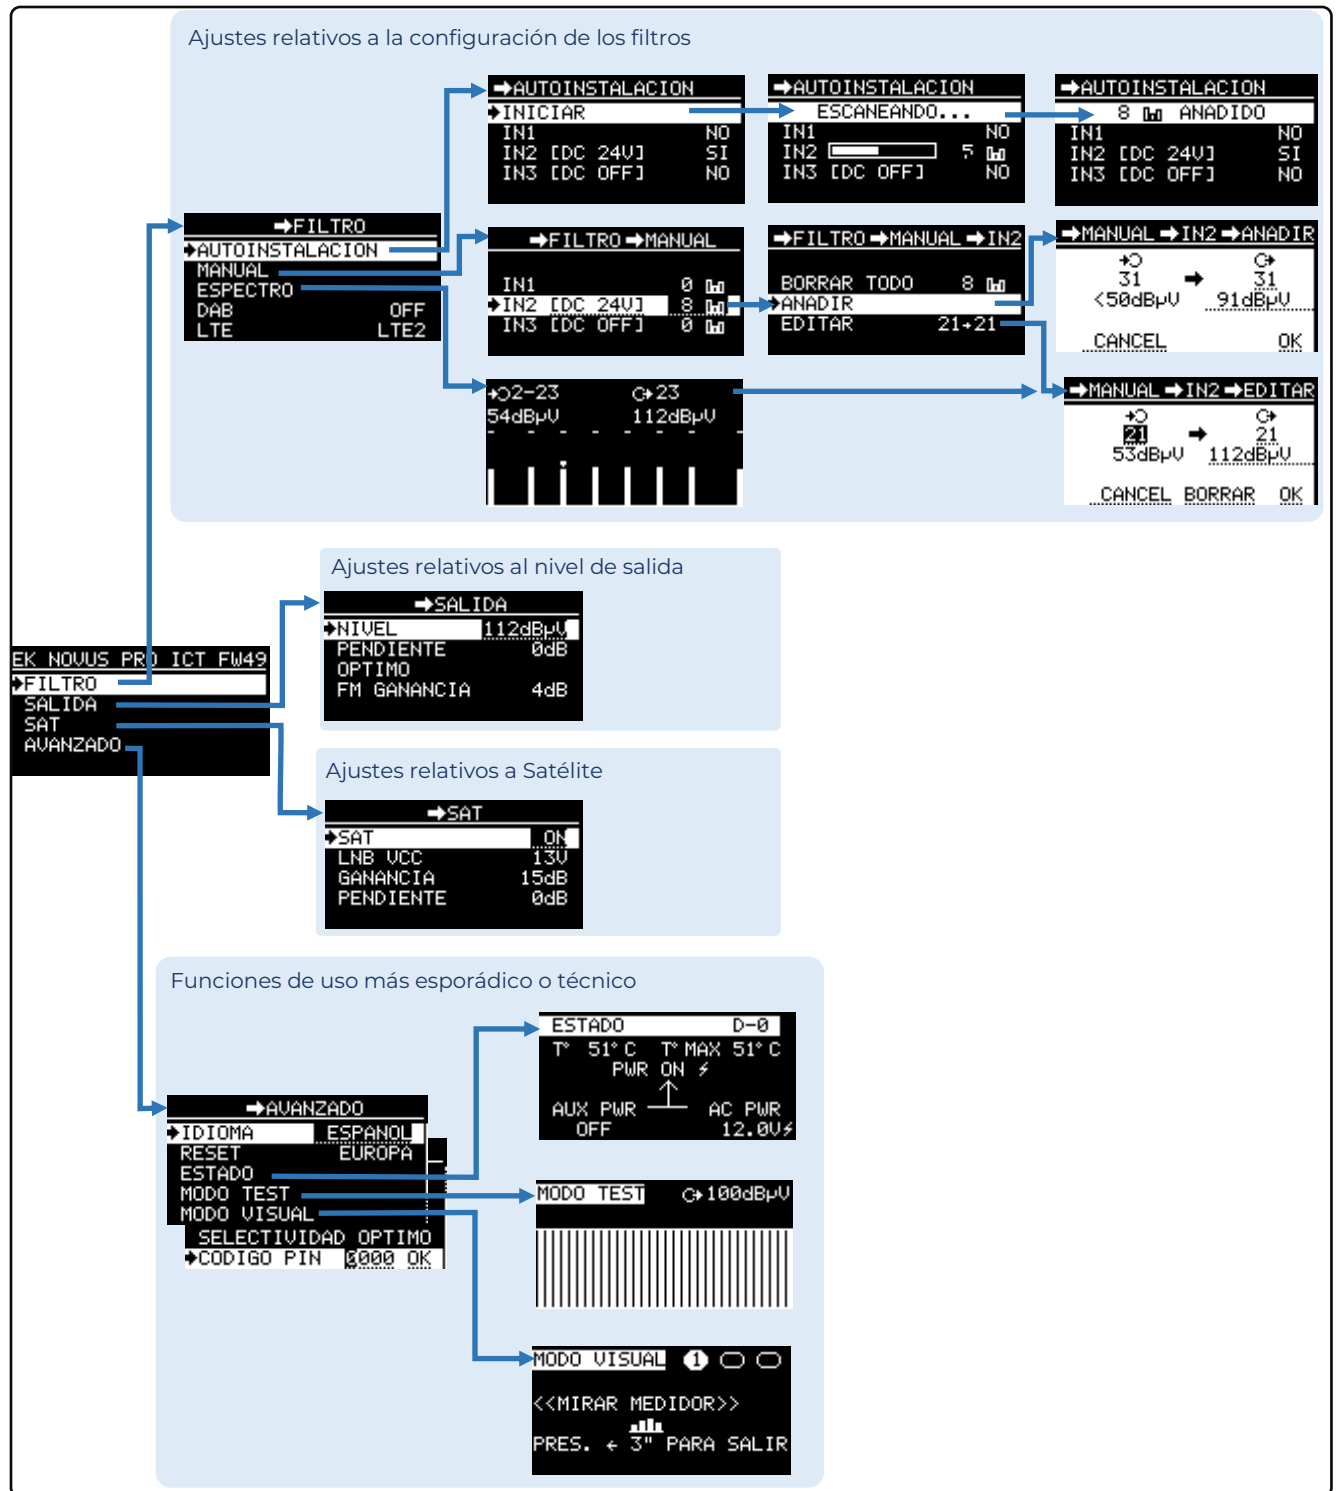 Ajustes relativos a la configuración de los filtros
➡AUTOINSTALACION
➧INICIAR
IN1 NO
IN2 [DC 24V] SI
IN3 [DC OFF] NO
➡AUTOINSTALACION
ESCANEANDO...
IN1 NO
IN2 5
IN3 [DC OFF] NO
➡AUTOINSTALACION
8 ANADIDO
IN1 NO
IN2 [DC 24V] SI
IN3 [DC OFF] NO
➡FILTRO
➧AUTOINSTALACION
MANUAL
ESPECTRO
DAB OFF
LTE LTE2
➡FILTRO➡MANUAL
IN1 0
➧IN2 [DC 24V] 8
IN3 [DC OFF] 0
➡FILTRO➡MANUAL➡IN2
BORRAR TODO 8
➧ANADIR
EDITAR 21→21
➡MANUAL➡IN2➡ANADIR
31 ➡ 31
<50dBµV 91dBµV
CANCEL OK
2-23 23
54dBµV 112dBµV
➡MANUAL➡IN2➡EDITAR
21 ➡ 21
53dBµV 112dBµV
CANCEL BORRAR OK
Ajustes relativos al nivel de salida
➡SALIDA
➧NIVEL 112dBµV
PENDIENTE 0dB
OPTIMO
FM GANANCIA 4dB
EK NOVUS PRO ICT FW49
➧FILTRO
SALIDA
SAT
AVANZADO
Ajustes relativos a Satélite
➡SAT
➧SAT ON
LNB VCC 13V
GANANCIA 15dB
PENDIENTE 0dB
Funciones de uso más esporádico o técnico
ESTADO D-0
Tº 51°C Tº MAX 51°C
PWR ON ⚡
AUX PWR AC PWR
OFF 12.0V⚡
➡AVANZADO
➧IDIOMA ESPANOL
RESET EUROPA
ESTADO
MODO TEST
MODO VISUAL
SELECTIVIDAD OPTIMO
➧CODIGO PIN 0000 OK
MODO TEST 100dBµV
MODO VISUAL 1
<<MIRAR MEDIDOR>>
PRES. ← 3" PARA SALIR